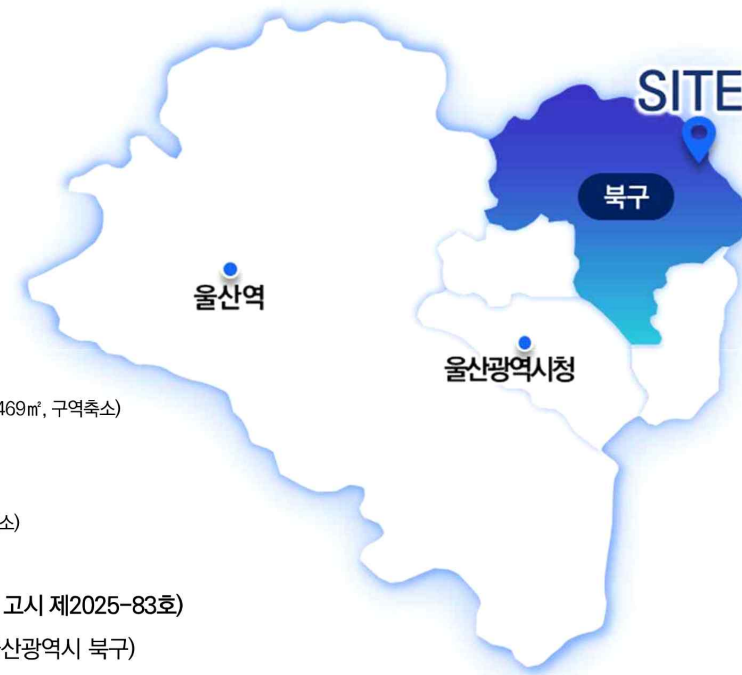 SITE
북구
울산역
울산광역시청
469㎡, 구역축소)
소)
고시 제2025-83호)
산광역시 북구)